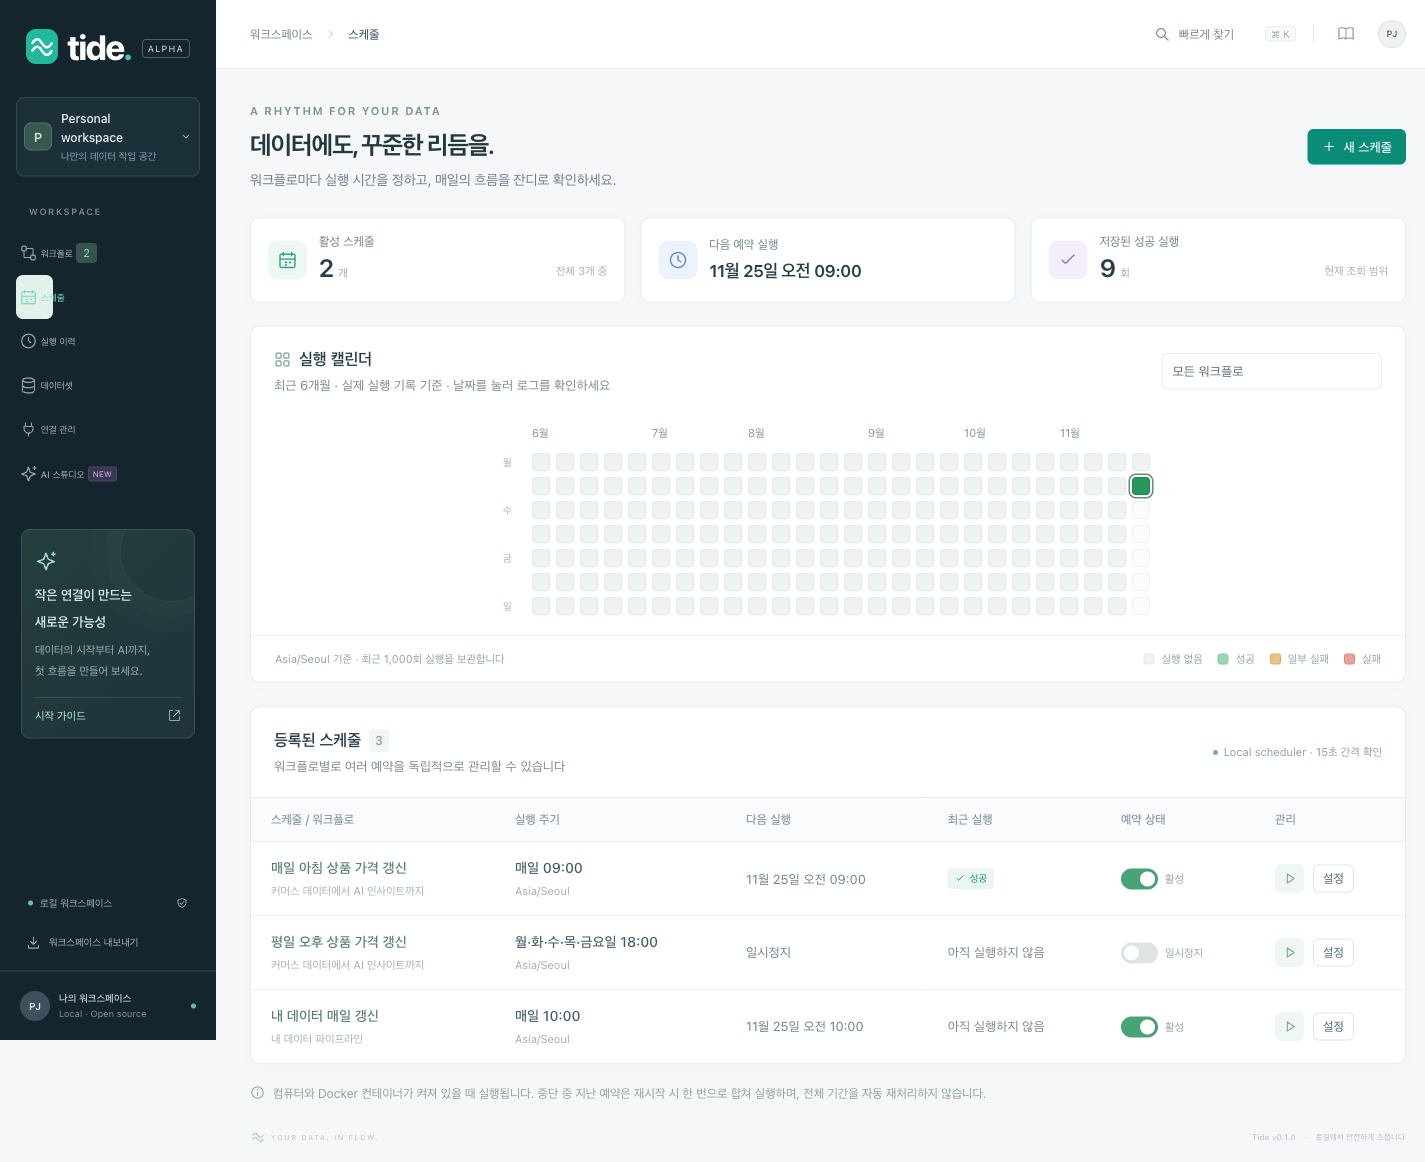 tide.
ALPHA
Personal
workspace
나만의 데이터 작업 공간
P
WORKSPACE
워크플로 2
스케줄
실행 이력
데이터셋
연결 관리
AI 스튜디오 NEW
작은 연결이 만드는
새로운 가능성
데이터의 시작부터 AI까지,
첫 흐름을 만들어 보세요.
시작 가이드
로컬 워크스페이스
워크스페이스 내보내기
PJ
나의 워크스페이스
Local · Open source
워크스페이스 > 스케줄
빠르게 찾기 ⌘ K
PJ
A RHYTHM FOR YOUR DATA
데이터에도, 꾸준한 리듬을.
워크플로마다 실행 시간을 정하고, 매일의 흐름을 잔디로 확인하세요.
+ 새 스케줄
활성 스케줄
2 개
전체 3개 중
다음 예약 실행
11월 25일 오전 09:00
저장된 성공 실행
9 회
현재 조회 범위
실행 캘린더
최근 6개월 · 실제 실행 기록 기준 · 날짜를 눌러 로그를 확인하세요
모든 워크플로
6월 7월 8월 9월 10월 11월
월
수
금
일
Asia/Seoul 기준 · 최근 1,000회 실행을 보관합니다
실행 없음 성공 일부 실패 실패
등록된 스케줄 3
워크플로별로 여러 예약을 독립적으로 관리할 수 있습니다
Local scheduler · 15초 간격 확인
스케줄 / 워크플로 실행 주기 다음 실행 최근 실행 예약 상태 관리
매일 아침 상품 가격 갱신 매일 09:00 11월 25일 오전 09:00 성공 활성 설정
커머스 데이터에서 AI 인사이트까지 Asia/Seoul
평일 오후 상품 가격 갱신 월·화·수·목·금요일 18:00 일시정지 아직 실행하지 않음 일시정지 설정
커머스 데이터에서 AI 인사이트까지 Asia/Seoul
내 데이터 매일 갱신 매일 10:00 11월 25일 오전 10:00 아직 실행하지 않음 활성 설정
내 데이터 파이프라인 Asia/Seoul
컴퓨터와 Docker 컨테이너가 켜져 있을 때 실행됩니다. 중단 중 지난 예약은 재시작 시 한 번으로 합쳐 실행하며, 전체 기간을 자동 재처리하지 않습니다.
YOUR DATA, IN FLOW.
Tide v0.1.0 · 로컬에서 안전하게 흐릅니다